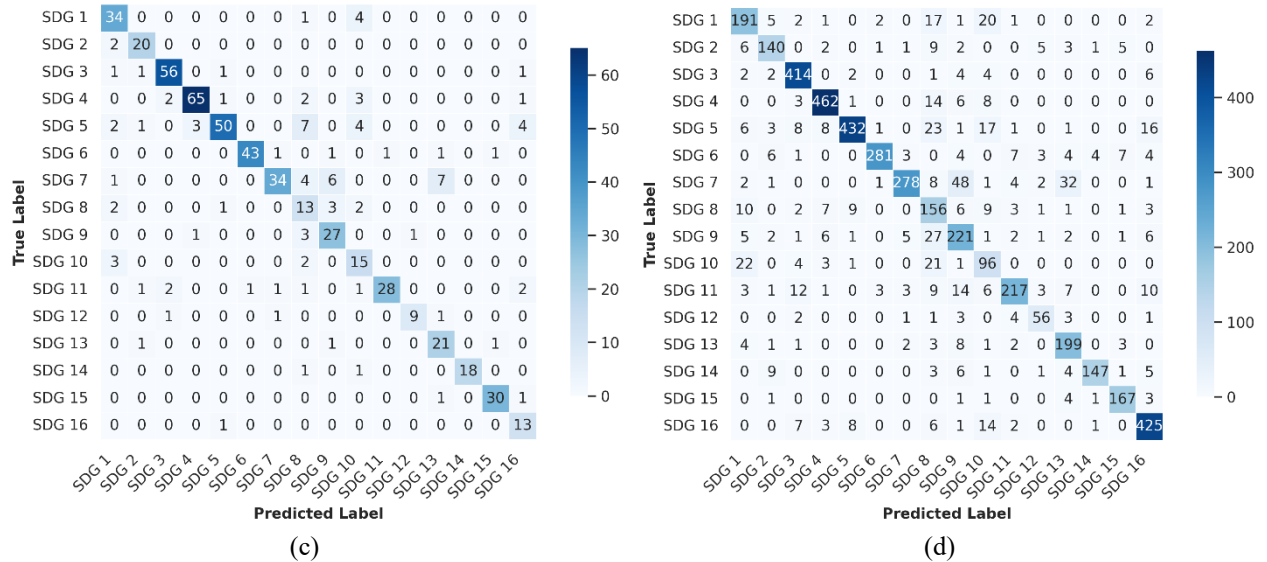 SDG 1 34 0 0 0 0 0 0 1 0 4 0 0 0 0 0 0
SDG 2 2 20 0 0 0 0 0 0 0 0 0 0 0 0 0 0
SDG 3 1 1 56 0 1 0 0 0 0 0 0 0 0 0 0 1
SDG 4 0 0 2 65 1 0 0 2 0 3 0 0 0 0 0 1
SDG 5 2 1 0 3 50 0 0 7 0 4 0 0 0 0 0 4
SDG 6 0 0 0 0 0 43 1 0 1 0 1 0 1 0 1 0
SDG 7 1 0 0 0 0 0 34 4 6 0 0 0 7 0 0 0
SDG 8 2 0 0 0 1 0 0 13 3 2 0 0 0 0 0 0
SDG 9 0 0 0 1 0 0 0 3 27 0 0 1 0 0 0 0
SDG 10 3 0 0 0 0 0 0 2 0 15 0 0 0 0 0 0
SDG 11 0 1 2 0 0 1 1 1 0 1 28 0 0 0 0 2
SDG 12 0 0 1 0 0 0 1 0 0 0 0 9 1 0 0 0
SDG 13 0 1 0 0 0 0 0 0 1 0 0 0 21 0 1 0
SDG 14 0 0 0 0 0 0 0 1 0 1 0 0 0 18 0 0
SDG 15 0 0 0 0 0 0 0 0 0 0 0 0 1 0 30 1
SDG 16 0 0 0 0 1 0 0 0 0 0 0 0 0 0 0 13
SDG 1 SDG 2 SDG 3 SDG 4 SDG 5 SDG 6 SDG 7 SDG 8 SDG 9 SDG 10 SDG 11 SDG 12 SDG 13 SDG 14 SDG 15 SDG 16
Predicted Label
True Label
60
50
40
30
20
10
0
(c)
SDG 1 191 5 2 1 0 2 0 17 1 20 1 0 0 0 0 2
SDG 2 6 140 0 2 0 1 1 9 2 0 0 5 3 1 5 0
SDG 3 2 2 414 0 2 0 0 1 4 4 0 0 0 0 0 6
SDG 4 0 0 3 462 1 0 0 14 6 8 0 0 0 0 0 0
SDG 5 6 3 8 8 432 1 0 23 1 17 1 0 1 0 0 16
SDG 6 0 6 1 0 0 281 3 0 4 0 7 3 4 4 7 4
SDG 7 2 1 0 0 0 1 278 8 48 1 4 2 32 0 0 1
SDG 8 10 0 2 7 9 0 0 156 6 9 3 1 1 0 1 3
SDG 9 5 2 1 6 1 0 5 27 221 1 2 1 2 0 1 6
SDG 10 22 0 4 3 1 0 0 21 1 96 0 0 0 0 0 0
SDG 11 3 1 12 1 0 3 3 9 14 6 217 3 7 0 0 10
SDG 12 0 0 0 0 0 0 1 1 3 0 4 56 3 0 0 1
SDG 13 4 1 1 0 0 0 2 3 8 1 2 0 199 0 3 0
SDG 14 0 9 0 0 0 0 0 3 6 1 0 1 4 147 1 5
SDG 15 0 1 0 0 0 0 0 0 1 0 0 0 4 1 167 3
SDG 16 0 0 7 3 8 0 0 6 1 14 2 0 0 1 0 425
SDG 1 SDG 2 SDG 3 SDG 4 SDG 5 SDG 6 SDG 7 SDG 8 SDG 9 SDG 10 SDG 11 SDG 12 SDG 13 SDG 14 SDG 15 SDG 16
Predicted Label
True Label
400
300
200
100
0
(d)